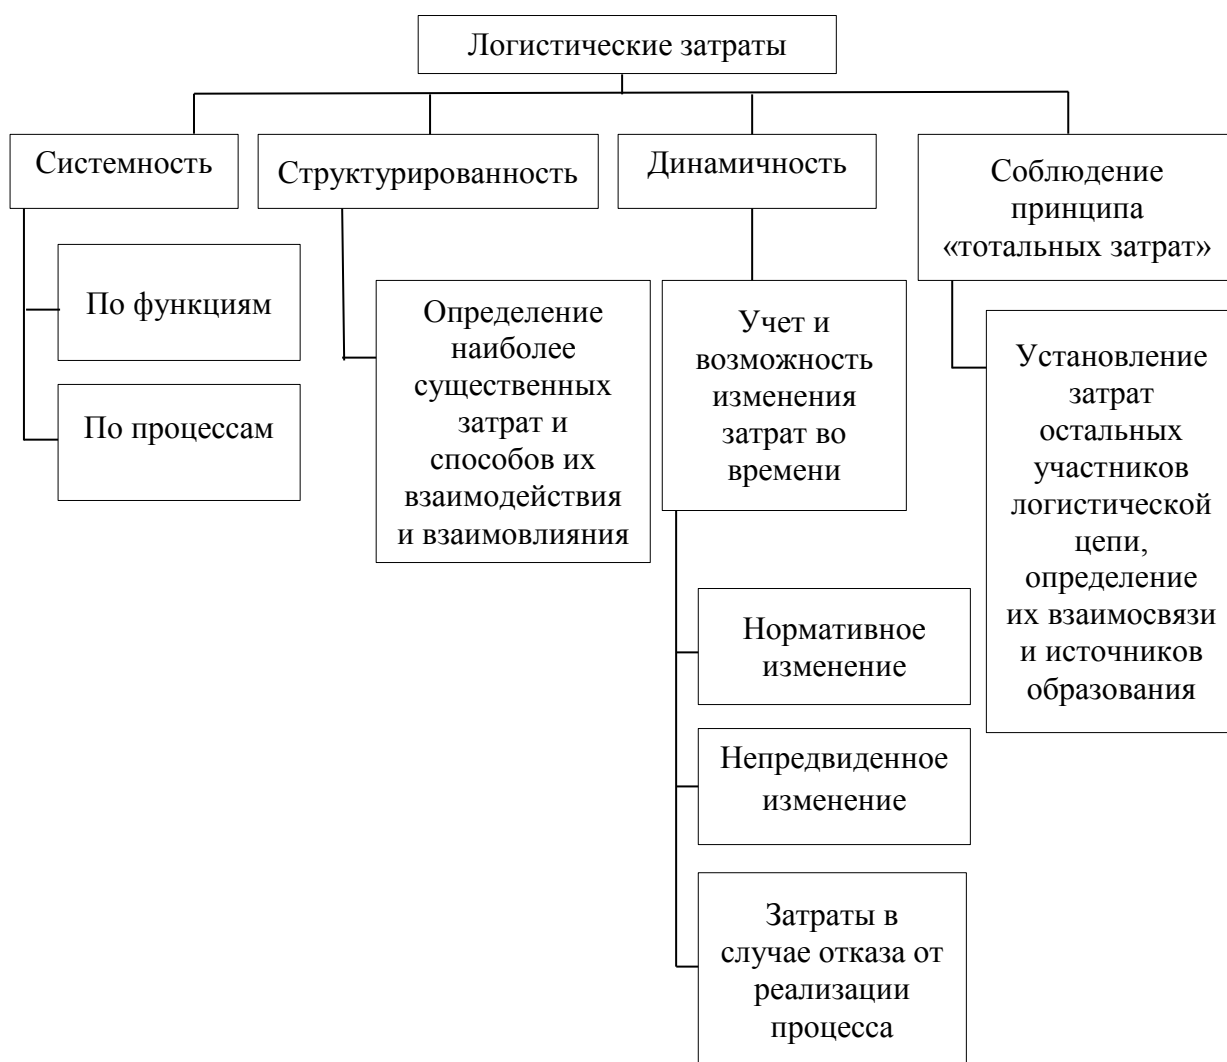 Логистические затраты
Системность
Структурированность
Динамичность
Соблюдение
принципа
«тотальных затрат»
По функциям
По процессам
Определение
наиболее
существенных
затрат и
способов их
взаимодействия
и взаимовлияния
Учет и
возможность
изменения
затрат во
времени
Установление
затрат
остальных
участников
логистической
цепи,
определение
их взаимосвязи
и источников
образования
Нормативное
изменение
Непредвиденное
изменение
Затраты в
случае отказа от
реализации
процесса